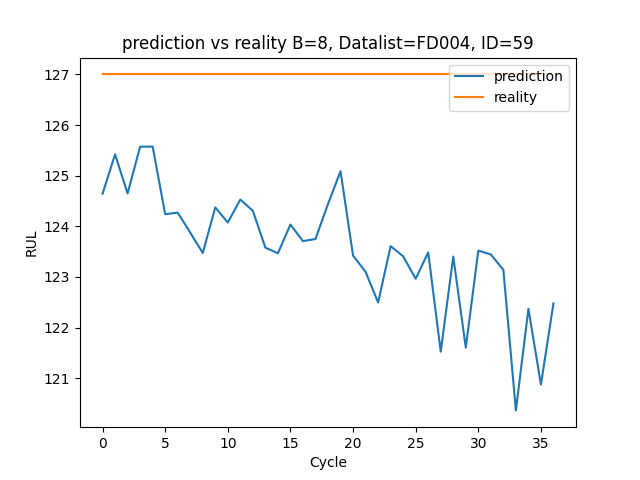 prediction vs reality B=8, Datalist=FD004, ID=59
127
126
125
124
123
122
121
RUL
prediction
reality
0 5 10 15 20 25 30 35
Cycle